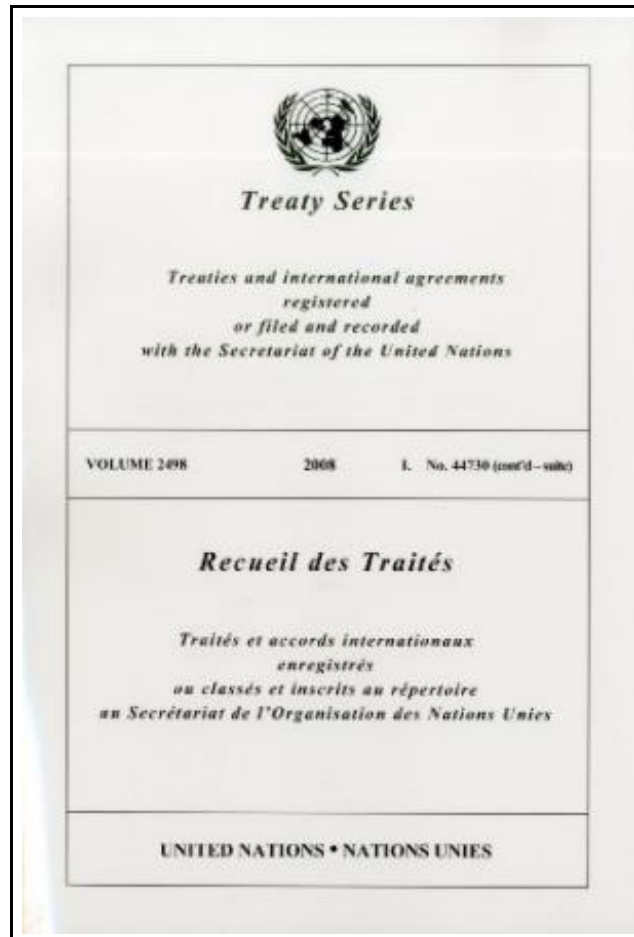 Treaty Series
Treaties and international agreements
registered
or filed and recorded
with the Secretariat of the United Nations
VOLUME 2498 2008 I. No. 44730 (cont'd – suite)
Recueil des Traités
Traités et accords internationaux
enregistrés
ou classés et inscrits au répertoire
au Secrétariat de l'Organisation des Nations Unies
UNITED NATIONS • NATIONS UNIES